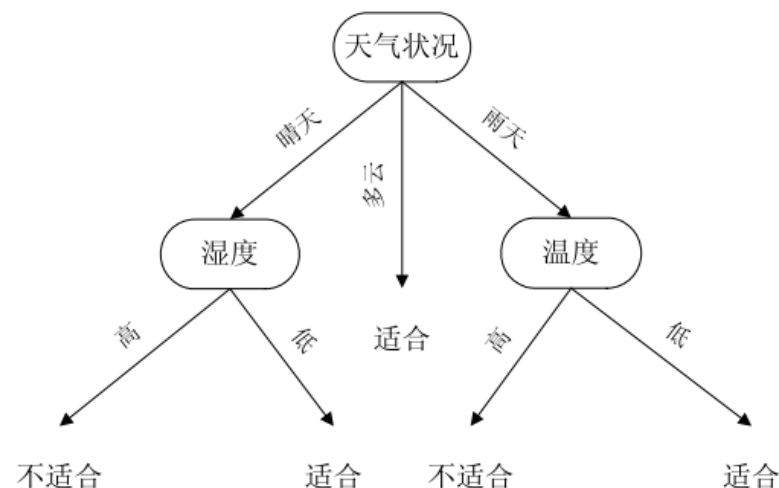 天气状况
晴天
多云
雨天
湿度
温度
高
低
适合
高
低
不适合
适合
不适合
适合